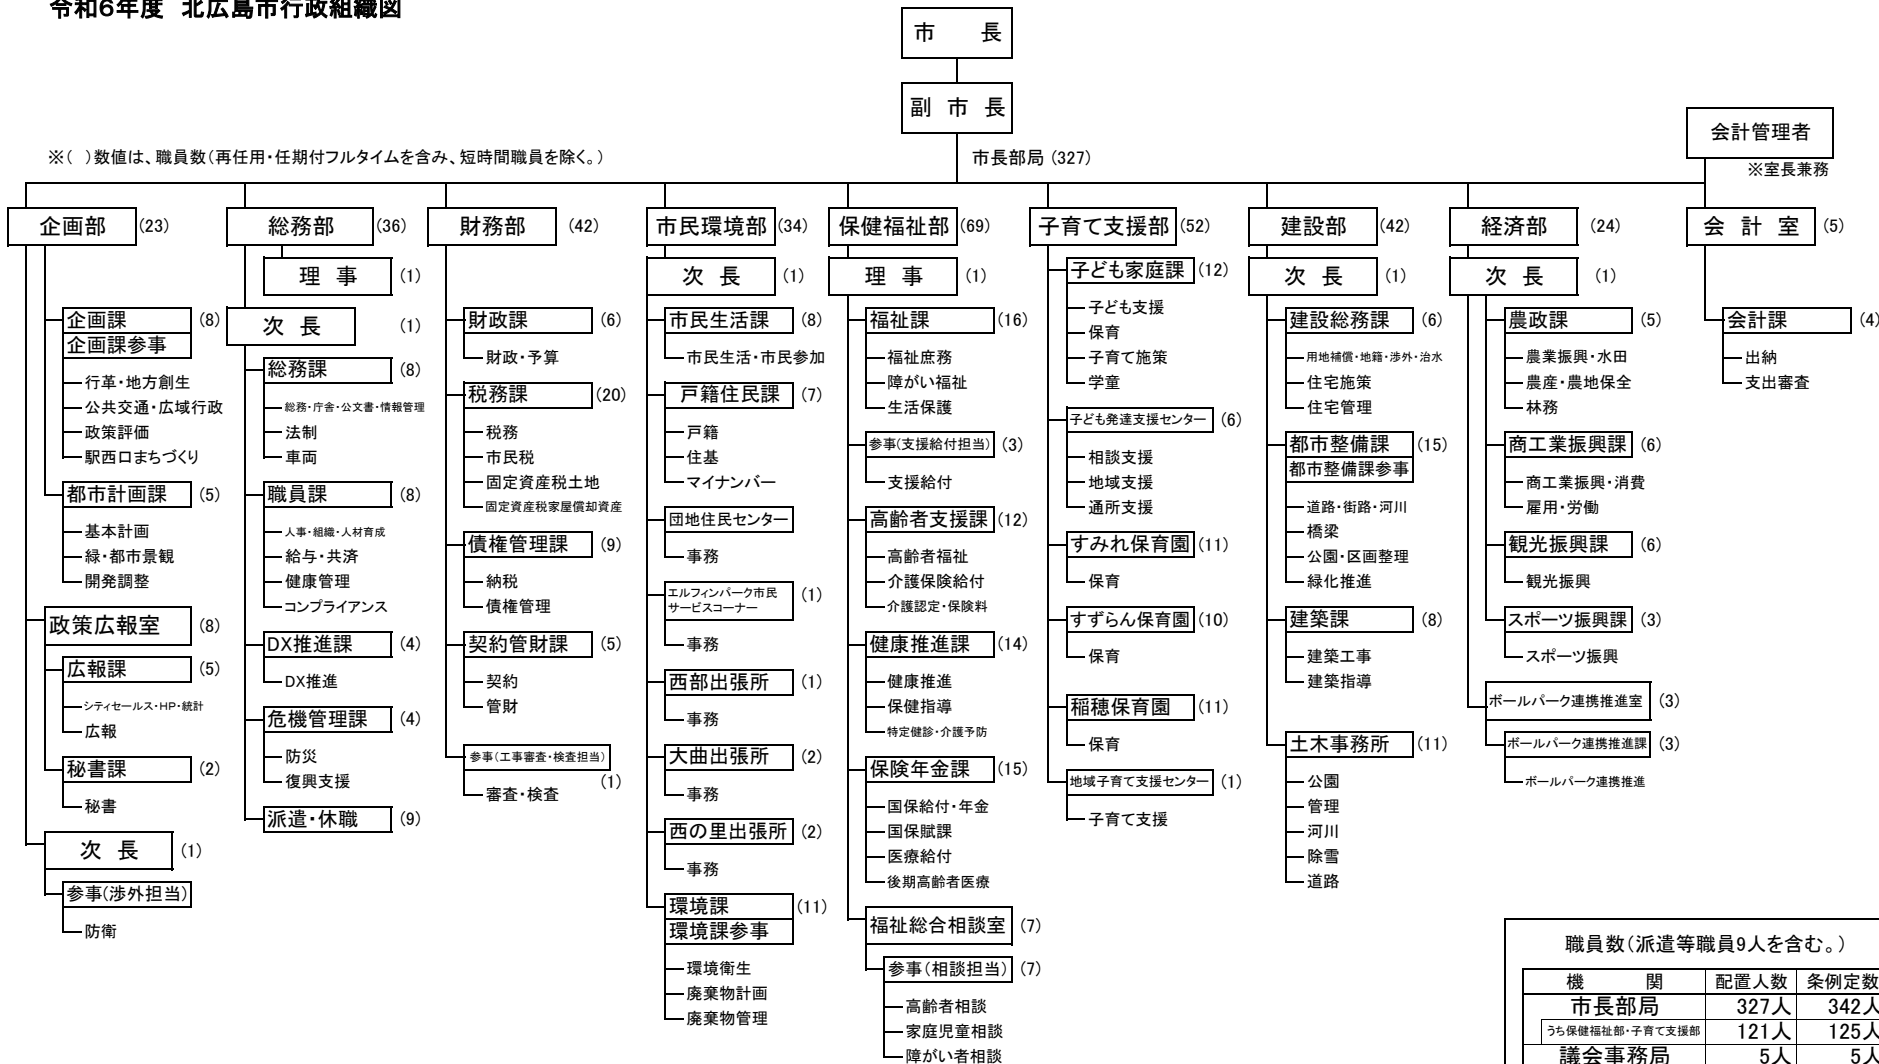 令和6年度 北広島市行政組織図
市 長
副 市 長
会計管理者
※室長兼務
※( )数値は、職員数(再任用・任期付フルタイムを含み、短時間職員を除く。)
市長部局 (327)
企画部 (23)
企画課 (8)
企画課参事
行革・地方創生
公共交通・広域行政
政策評価
駅西口まちづくり
都市計画課 (5)
基本計画
緑・都市景観
開発調整
政策広報室 (8)
広報課 (5)
シティセールス・HP・統計
広報
秘書課 (2)
秘書
次 長 (1)
参事(渉外担当)
防衛
総務部 (36)
理 事 (1)
次 長 (1)
総務課 (8)
総務・庁舎・公文書・情報管理
法制
車両
職員課 (8)
人事・組織・人材育成
給与・共済
健康管理
コンプライアンス
DX推進課 (4)
DX推進
危機管理課 (4)
防災
復興支援
派遣・休職 (9)
財務部 (42)
財政課 (6)
財政・予算
税務課 (20)
税務
市民税
固定資産税土地
固定資産税家屋償却資産
債権管理課 (9)
納税
債権管理
契約管財課 (5)
契約
管財
参事(工事審査・検査担当)
(1)
審査・検査
市民環境部 (34)
次 長 (1)
市民生活課 (8)
市民生活・市民参加
戸籍住民課 (7)
戸籍
住基
マイナンバー
団地住民センター
事務
エルフィンパーク市民
サービスコーナー (1)
事務
西部出張所 (1)
事務
大曲出張所 (2)
事務
西の里出張所 (2)
事務
環境課 (11)
環境課参事
環境衛生
廃棄物計画
廃棄物管理
保健福祉部 (69)
理 事 (1)
福祉課 (16)
福祉庶務
障がい福祉
生活保護
参事(支援給付担当) (3)
支援給付
高齢者支援課 (12)
高齢者福祉
介護保険給付
介護認定・保険料
健康推進課 (14)
健康推進
保健指導
特定健診・介護予防
保険年金課 (15)
国保給付・年金
国保賦課
医療給付
後期高齢者医療
福祉総合相談室 (7)
参事(相談担当) (7)
高齢者相談
家庭児童相談
障がい者相談
子育て支援部 (52)
子ども家庭課 (12)
子ども支援
保育
子育て施策
学童
子ども発達支援センター (6)
相談支援
地域支援
通所支援
すみれ保育園 (11)
保育
すずらん保育園 (10)
保育
稲穂保育園 (11)
保育
地域子育て支援センター (1)
子育て支援
建設部 (42)
次 長 (1)
建設総務課 (6)
用地補償・地籍・渉外・治水
住宅施策
住宅管理
都市整備課 (15)
都市整備課参事
道路・街路・河川
橋梁
公園・区画整理
緑化推進
建築課 (8)
建築工事
建築指導
土木事務所 (11)
公園
管理
河川
除雪
道路
経済部 (24)
次 長 (1)
農政課 (5)
農業振興・水田
農産・農地保全
林務
商工業振興課 (6)
商工業振興・消費
雇用・労働
観光振興課 (6)
観光振興
スポーツ振興課 (3)
スポーツ振興
ボールパーク連携推進室 (3)
ボールパーク連携推進課 (3)
ボールパーク連携推進
会 計 室 (5)
会計課 (4)
出納
支出審査
職員数(派遣等職員9人を含む。)
機 関 配置人数 条例定数
市長部局 327人 342人
うち保健福祉部・子育て支援部 121人 125人
議会事務局 5人 5人